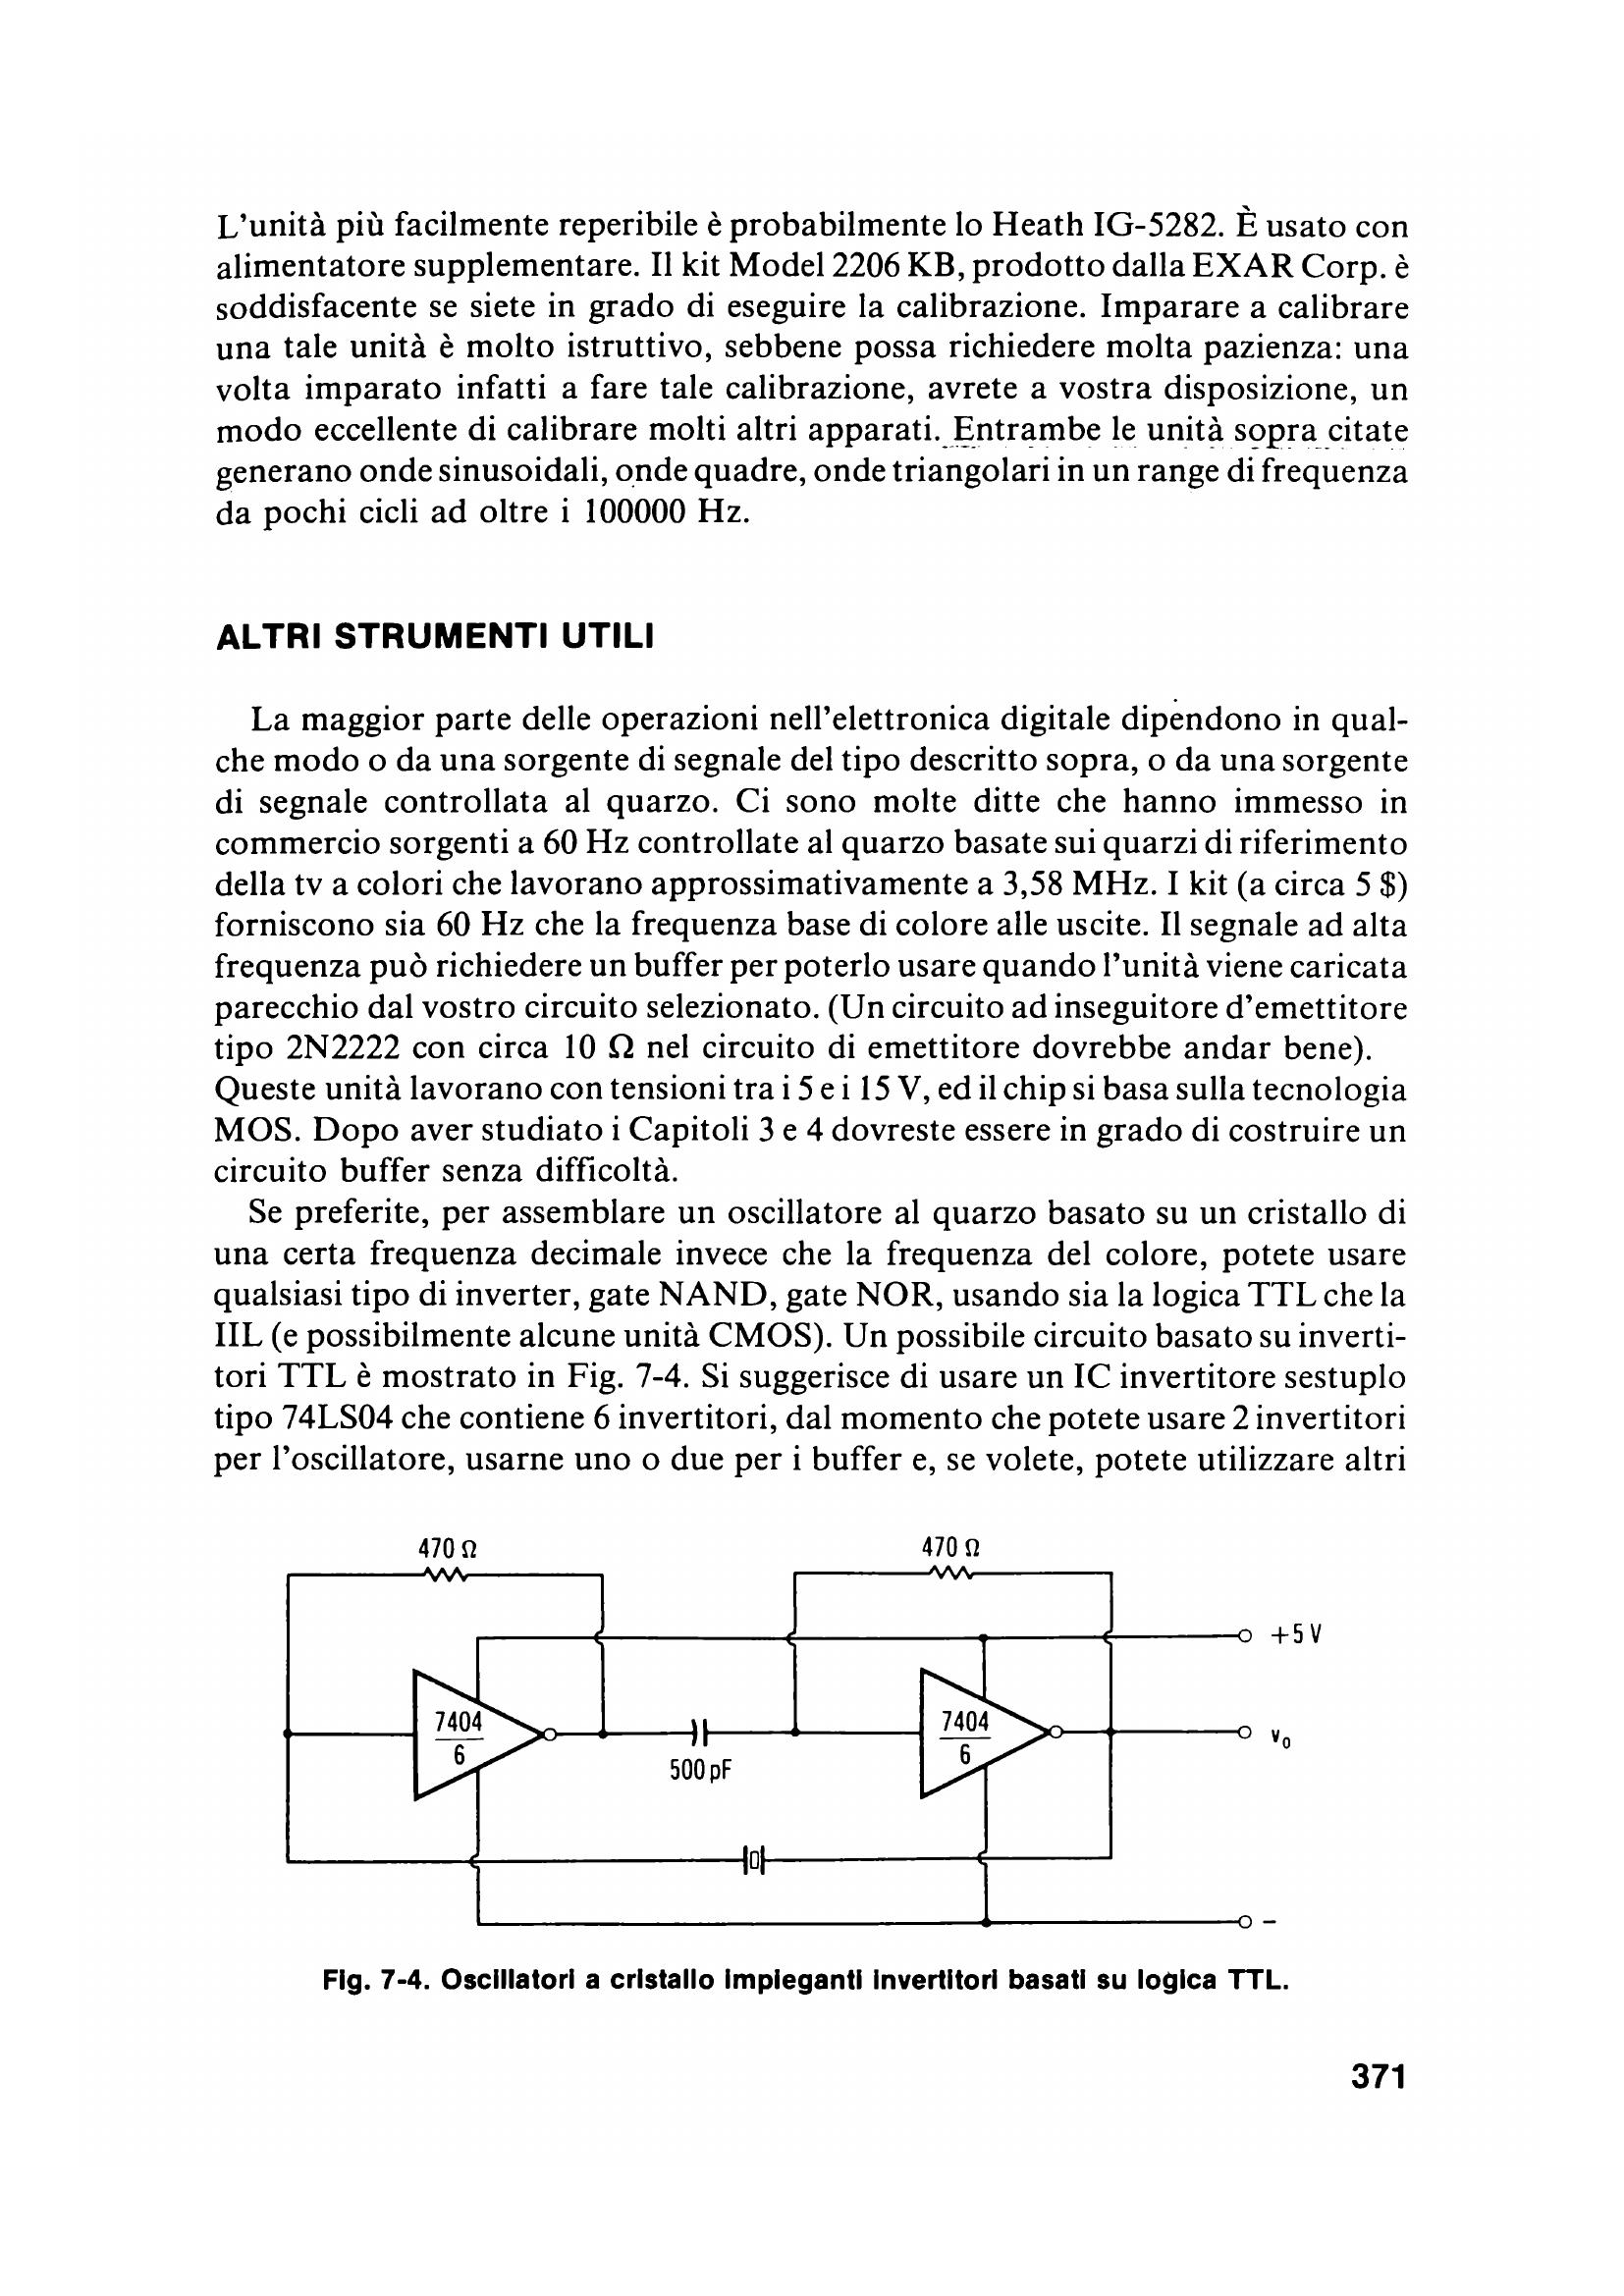 L'unità più facilmente reperibile è probabilmente lo Heath IG-5282. È usato con
alimentatore supplementare. Il kit Model 2206 KB, prodotto dalla EXAR Corp. è
soddisfacente se siete in grado di eseguire la calibrazione. Imparare a calibrare
una tale unità è molto istruttivo, sebbene possa richiedere molta pazienza: una
volta imparato infatti a fare tale calibrazione, avrete a vostra disposizione, un
modo eccellente di calibrare molti altri apparati. Entrambe le unità sopra citate
generano onde sinusoidali, onde quadre, onde triangolari in un range di frequenza
da pochi cicli ad oltre i 100000 Hz.
ALTRI STRUMENTI UTILI
La maggior parte delle operazioni nell'elettronica digitale dipendono in qual-
che modo o da una sorgente di segnale del tipo descritto sopra, o da una sorgente
di segnale controllata al quarzo. Ci sono molte ditte che hanno immesso in
commercio sorgenti a 60 Hz controllate al quarzo basate sui quarzi di riferimento
della tv a colori che lavorano approssimativamente a 3,58 MHz. I kit (a circa 5 $)
forniscono sia 60 Hz che la frequenza base di colore alle uscite. Il segnale ad alta
frequenza può richiedere un buffer per poterlo usare quando l'unità viene caricata
parecchio dal vostro circuito selezionato. (Un circuito ad inseguitore d'emettitore
tipo 2N2222 con circa 10 Ω nel circuito di emettitore dovrebbe andar bene).
Queste unità lavorano con tensioni tra i 5 e i 15 V, ed il chip si basa sulla tecnologia
MOS. Dopo aver studiato i Capitoli 3 e 4 dovreste essere in grado di costruire un
circuito buffer senza difficoltà.
Se preferite, per assemblare un oscillatore al quarzo basato su un cristallo di
una certa frequenza decimale invece che la frequenza del colore, potete usare
qualsiasi tipo di inverter, gate NAND, gate NOR, usando sia la logica TTL che la
IIL (e possibilmente alcune unità CMOS). Un possibile circuito basato su inverti-
tori TTL è mostrato in Fig. 7-4. Si suggerisce di usare un IC invertitore sestuplo
tipo 74LS04 che contiene 6 invertitori, dal momento che potete usare 2 invertitori
per l'oscillatore, usarne uno o due per i buffer e, se volete, potete utilizzare altri
470 Ω
470 Ω
+5 V
7404
6
500 pF
7404
6
v₀
−
Fig. 7-4. Oscillatori a cristallo impieganti invertitori basati su logica TTL.
371